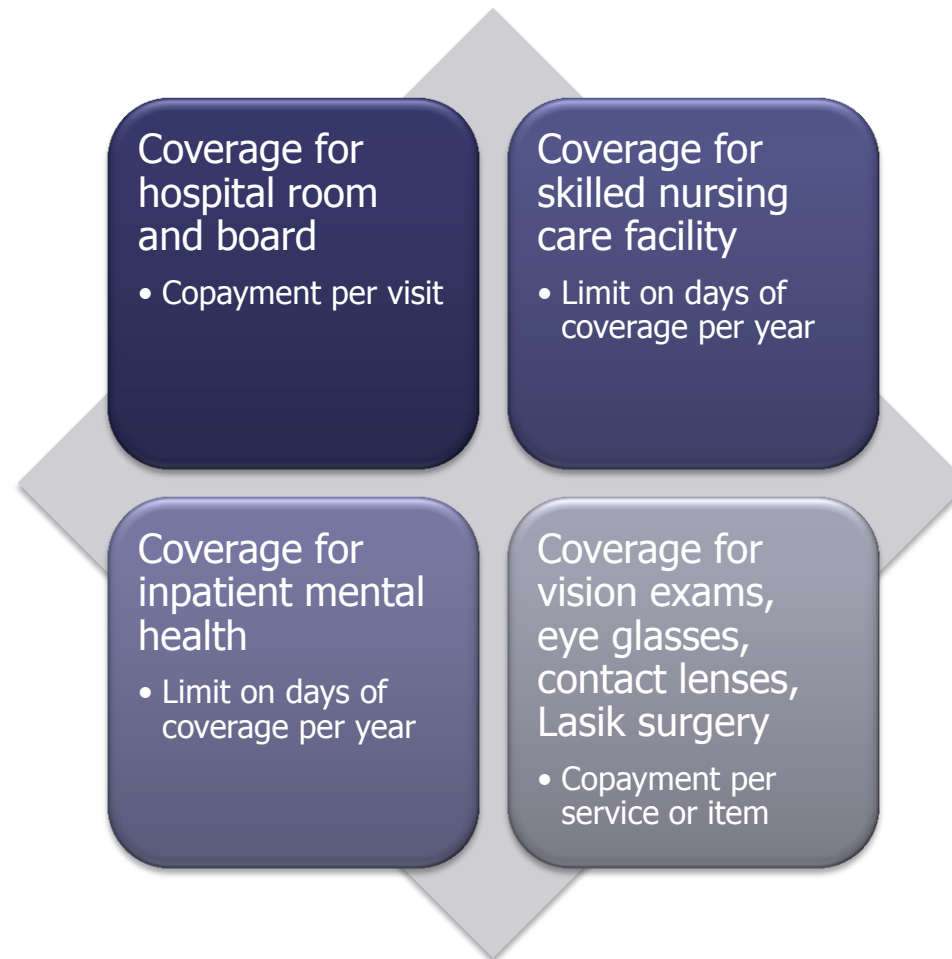 Coverage for
hospital room
and board
• Copayment per visit
Coverage for
skilled nursing
care facility
• Limit on days of
coverage per year
Coverage for
inpatient mental
health
• Limit on days of
coverage per year
Coverage for
vision exams,
eye glasses,
contact lenses,
Lasik surgery
• Copayment per
service or item